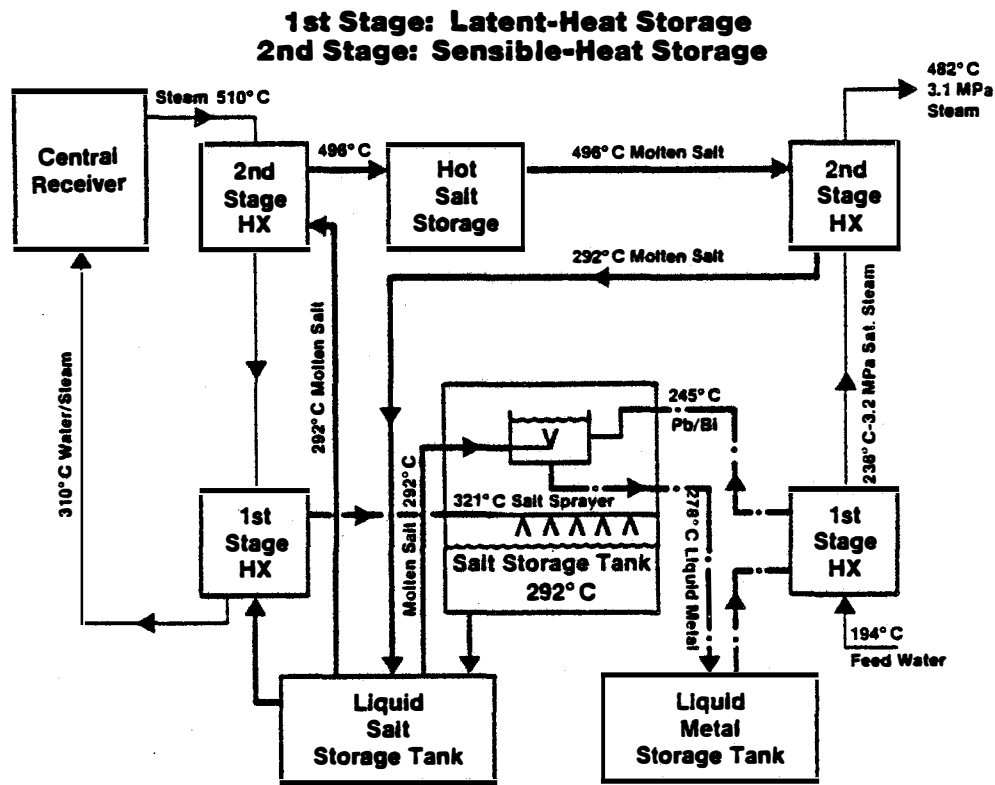 1st Stage: Latent-Heat Storage
2nd Stage: Sensible-Heat Storage
Steam 510°C
482°C
3.1 MPa
Steam
Central
Receiver
2nd
Stage
HX
496°C
Hot
Salt
Storage
496°C Molten Salt
2nd
Stage
HX
292°C Molten Salt
310°C Water/Steam
292°C Molten Salt
Molten Salt 292°C
245°C
Pb/Bi
238°C-3.2 MPa Sat. Steam
V
321°C Salt Sprayer
278°C Liquid Metal
1st
Stage
HX
Salt Storage Tank
292°C
1st
Stage
HX
194°C
Feed Water
Liquid
Salt
Storage Tank
Liquid
Metal
Storage Tank